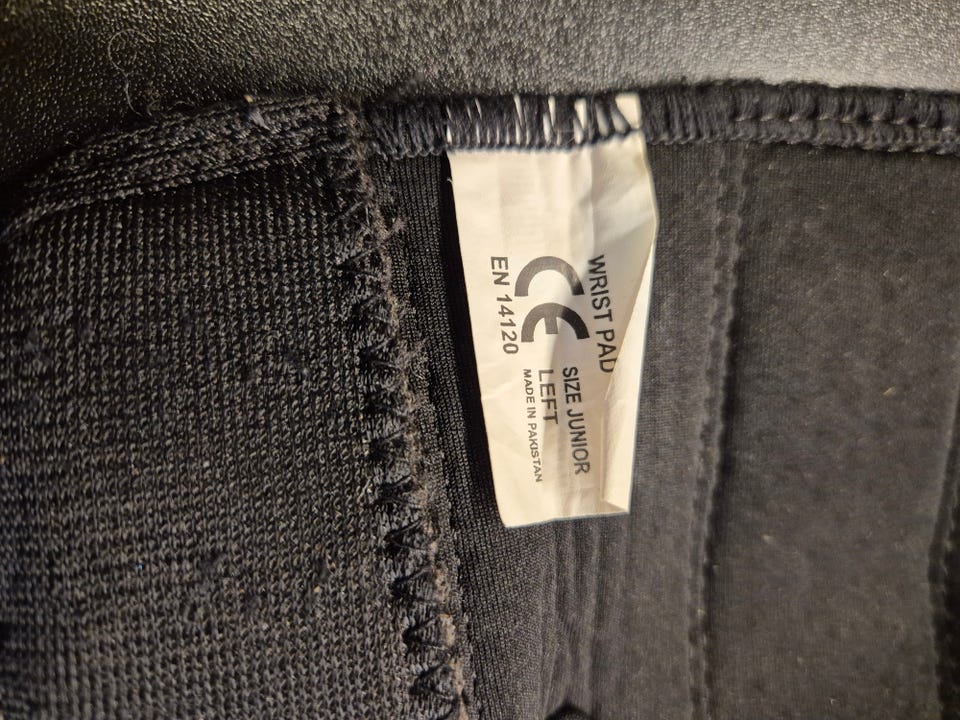 WRIST PAD
CE
EN 14120
SIZE JUNIOR
LEFT
MADE IN PAKISTAN